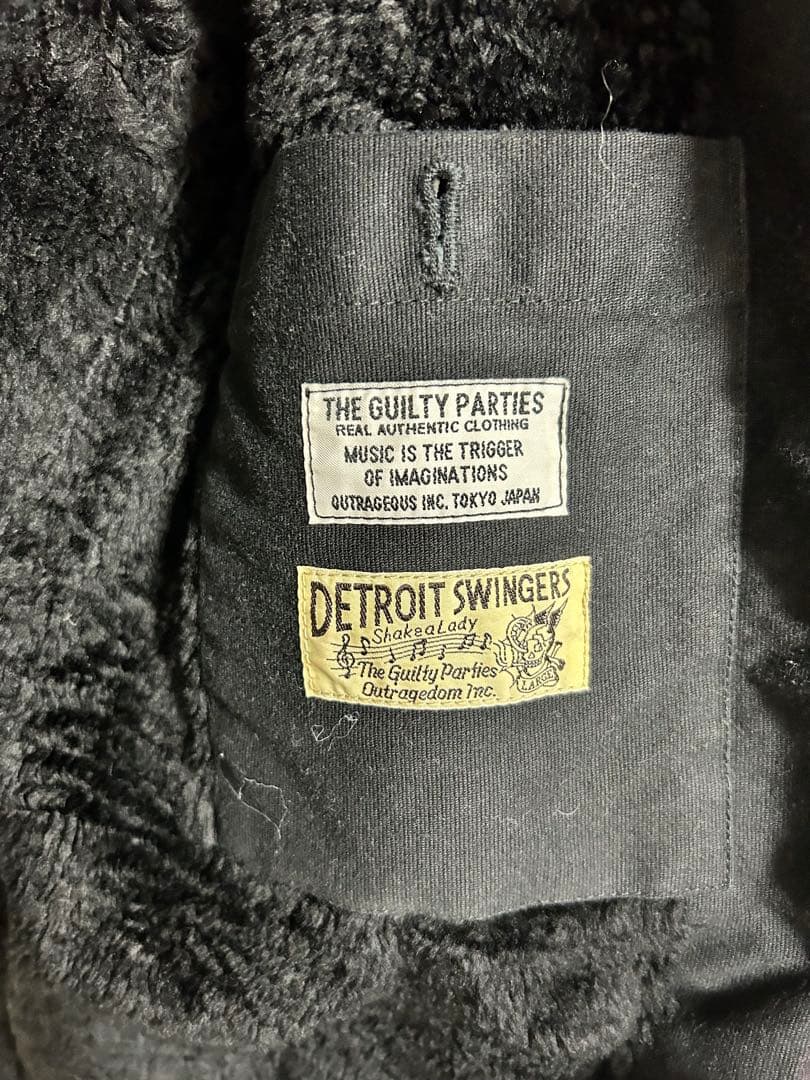 THE GUILTY PARTIES
REAL AUTHENTIC CLOTHING
MUSIC IS THE TRIGGER
OF IMAGINATIONS
OUTRAGEOUS INC. TOKYO JAPAN
DETROIT SWINGERS
Shake a Lady
The Guilty Parties
Outragedom Inc.
LARGE